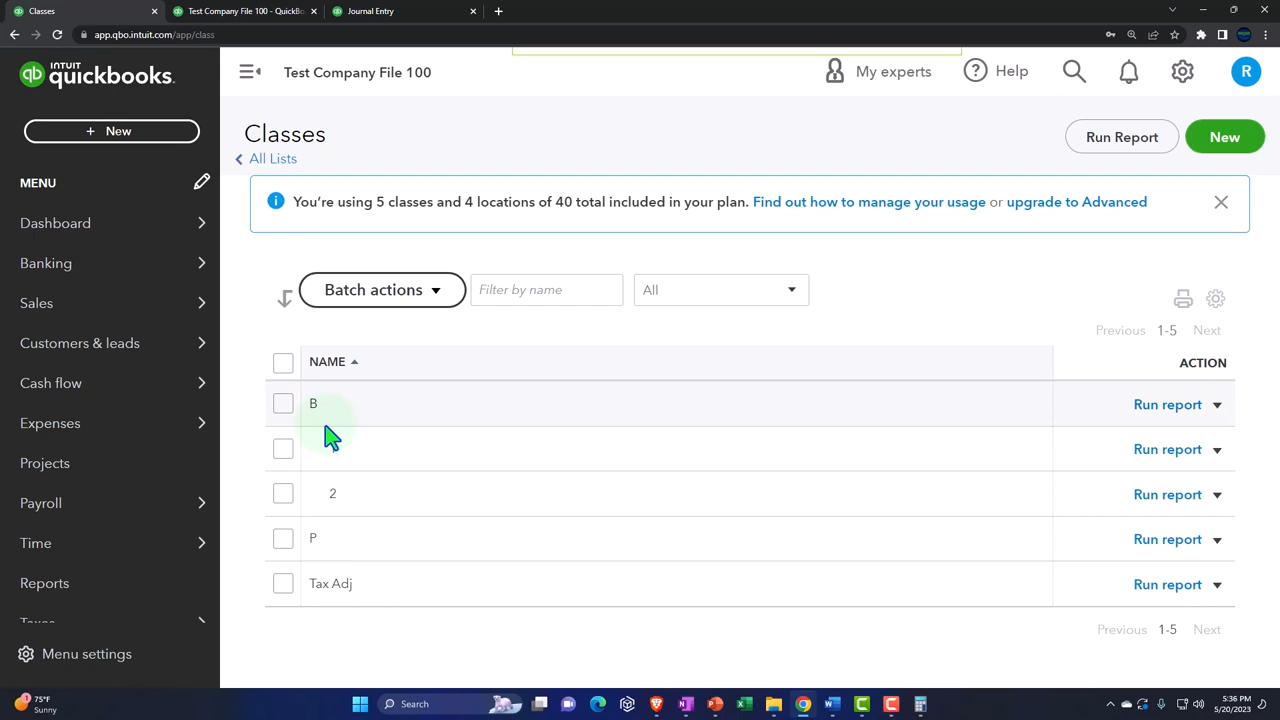 Classes
Test Company File 100 - QuickBo
Journal Entry
app.qbo.intuit.com/app/class
INTUIT
quickbooks.
Test Company File 100
My experts
Help
R
+ New
Classes
All Lists
Run Report
New
MENU
You're using 5 classes and 4 locations of 40 total included in your plan. Find out how to manage your usage or upgrade to Advanced
Dashboard
Banking
Sales
Customers & leads
Cash flow
Expenses
Projects
Payroll
Time
Reports
Menu settings
Batch actions
Filter by name
All
Previous 1-5 Next
NAME
ACTION
B
Run report
Run report
2
Run report
P
Run report
Tax Adj
Run report
Previous 1-5 Next
75°F
Sunny
Search
5:36 PM
5/20/2023